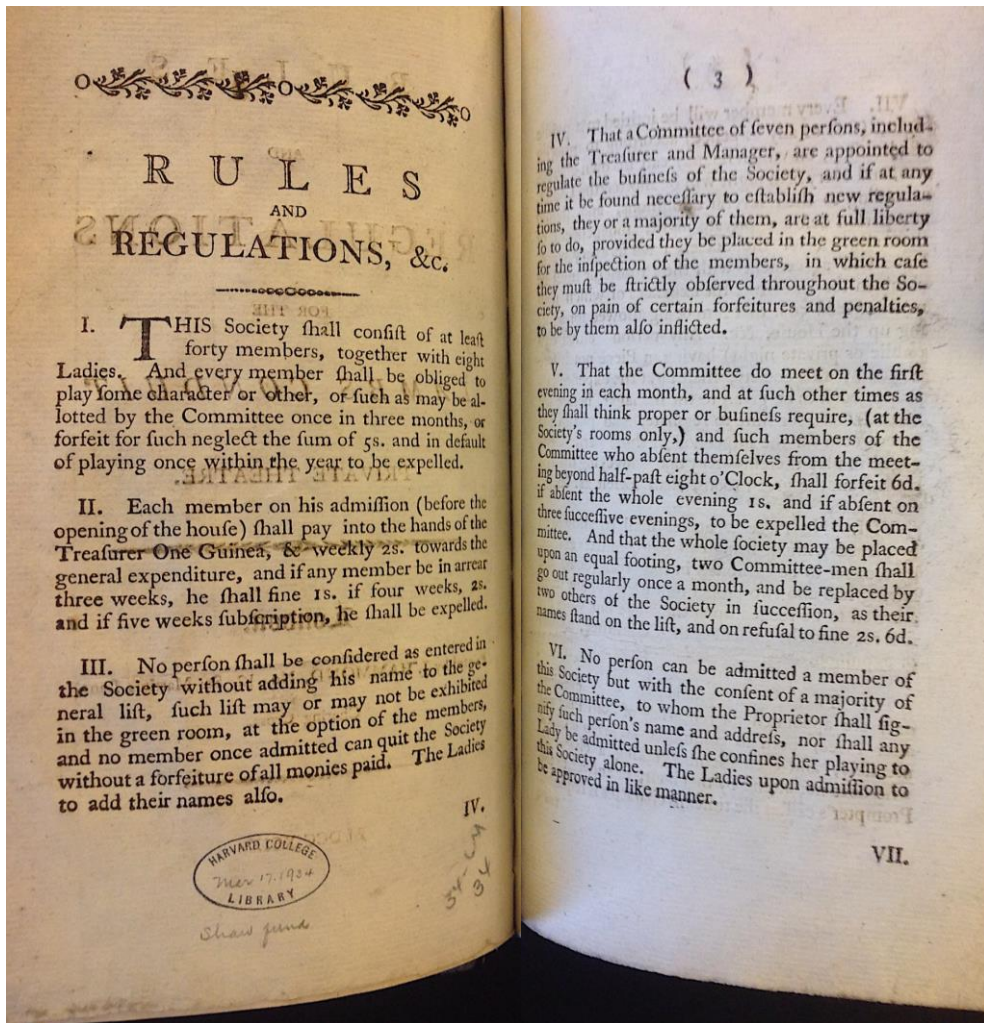 RULES
AND
REGULATIONS, &c.
I. THIS Society ſhall conſiſt of at leaſt
forty members, together with eight
Ladies. And every member ſhall be obliged to
play ſome character or other, or ſuch as may be al-
lotted by the Committee once in three months, or
forfeit for ſuch neglect the ſum of 5s. and in default
of playing once within the year to be expelled.
II. Each member on his admiſſion (before the
opening of the houſe) ſhall pay into the hands of the
Treaſurer One Guinea, & weekly 2s. towards the
general expenditure, and if any member be in arrear
three weeks, he ſhall fine 1s. if four weeks, 2s.
and if five weeks ſubſcription, he ſhall be expelled.
III. No perſon ſhall be conſidered as entered in
the Society without adding his name to the ge-
neral liſt, ſuch liſt may or may not be exhibited
in the green room, at the option of the members,
and no member once admitted can quit the Society
without a forfeiture of all monies paid. The Ladies
to add their names alſo.
IV.
HARVARD COLLEGE
Mar 17. 1934
LIBRARY
Shaw fund
( 3 )
IV. That a Committee of ſeven perſons, includ-
ing the Treaſurer and Manager, are appointed to
regulate the buſineſs of the Society, and if at any
time it be found neceſſary to eſtabliſh new regula-
tions, they or a majority of them, are at full liberty
ſo to do, provided they be placed in the green room
for the inſpection of the members, in which caſe
they muſt be ſtrictly obſerved throughout the So-
ciety, on pain of certain forfeitures and penalties,
to be by them alſo inflicted.
V. That the Committee do meet on the firſt
evening in each month, and at ſuch other times as
they ſhall think proper or buſineſs require, (at the
Society's rooms only,) and ſuch members of the
Committee who abſent themſelves from the meet-
ing beyond half-paſt eight o'Clock, ſhall forfeit 6d.
if abſent the whole evening 1s. and if abſent on
three ſucceſſive evenings, to be expelled the Com-
mittee. And that the whole ſociety may be placed
upon an equal footing, two Committee-men ſhall
go out regularly once a month, and be replaced by
two others of the Society in ſucceſſion, as their
names ſtand on the liſt, and on refuſal to fine 2s. 6d.
VI. No perſon can be admitted a member of
this Society but with the conſent of a majority of
the Committee, to whom the Proprietor ſhall ſig-
nify ſuch perſon's name and addreſs, nor ſhall any
Lady be admitted unleſs ſhe confines her playing to
this Society alone. The Ladies upon admiſſion to
be approved in like manner.
VII.